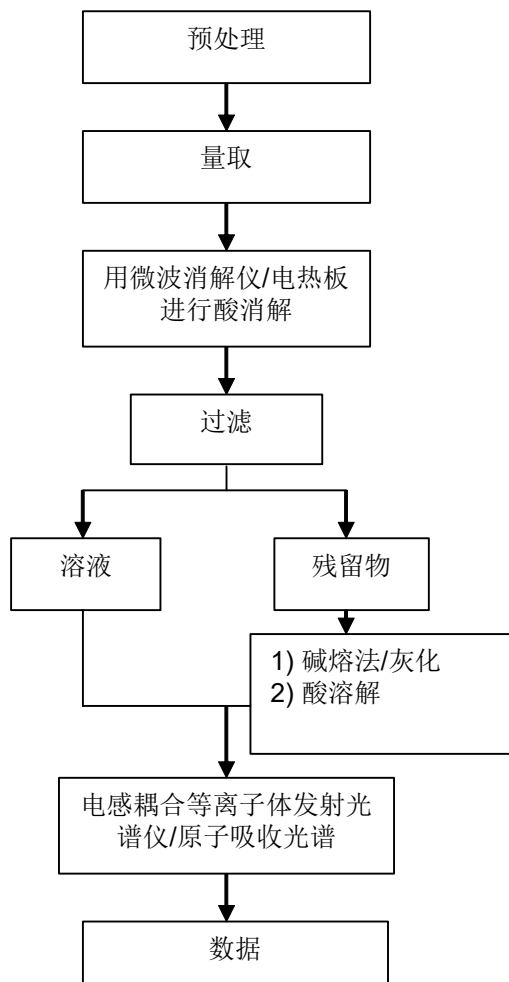 预处理
量取
用微波消解仪/电热板
进行酸消解
过滤
溶液
残留物
1) 碱熔法/灰化
2) 酸溶解
电感耦合等离子体发射光
谱仪/原子吸收光谱
数据